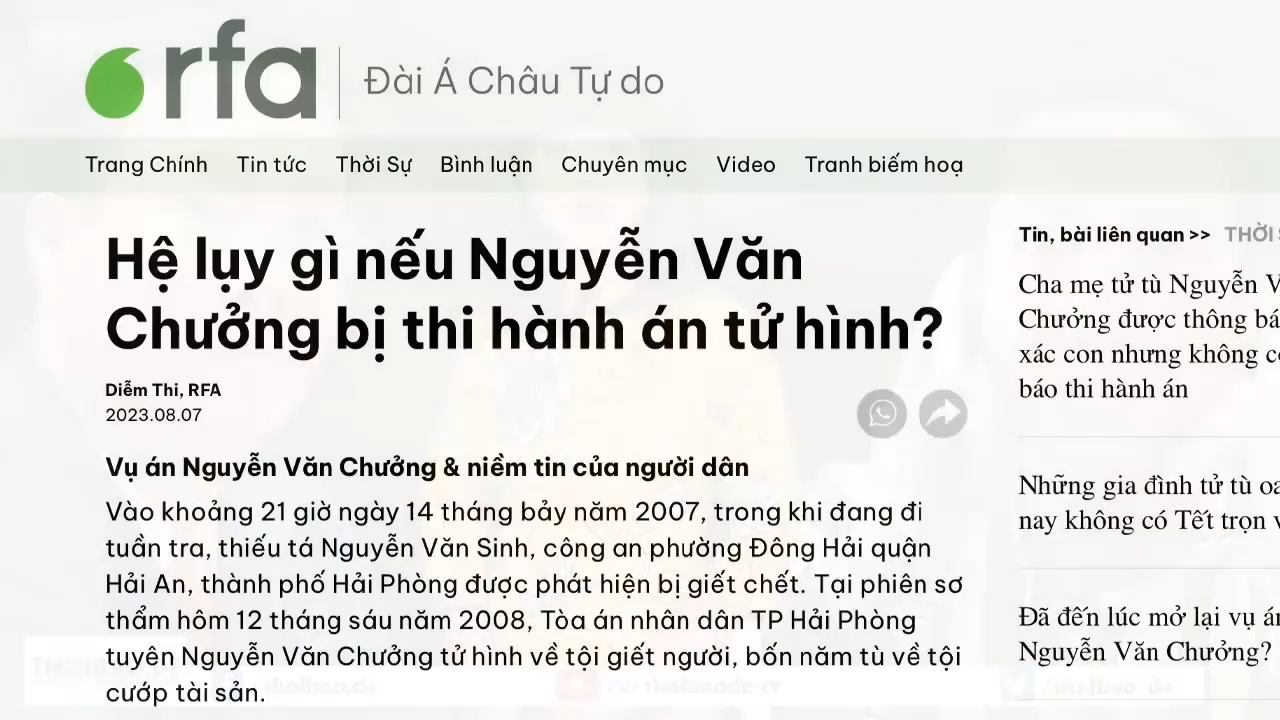 rfa Đài Á Châu Tự do
Trang Chính Tin tức Thời Sự Bình luận Chuyên mục Video Tranh biếm hoạ
Hệ lụy gì nếu Nguyễn Văn
Chưởng bị thi hành án tử hình?
Diễm Thi, RFA
2023.08.07
Vụ án Nguyễn Văn Chưởng & niềm tin của người dân
Vào khoảng 21 giờ ngày 14 tháng bảy năm 2007, trong khi đang đi
tuần tra, thiếu tá Nguyễn Văn Sinh, công an phường Đông Hải quận
Hải An, thành phố Hải Phòng được phát hiện bị giết chết. Tại phiên sơ
thẩm hôm 12 tháng sáu năm 2008, Tòa án nhân dân TP Hải Phòng
tuyên Nguyễn Văn Chưởng tử hình về tội giết người, bốn năm tù về tội
cướp tài sản.
Tin, bài liên quan >> THỜI
Cha mẹ tử tù Nguyễn
Chưởng được thông
xác con nhưng không
báo thi hành án
Những gia đình tử tù
nay không có Tết trọn
Đã đến lúc mở lại vụ
Nguyễn Văn Chưởng?